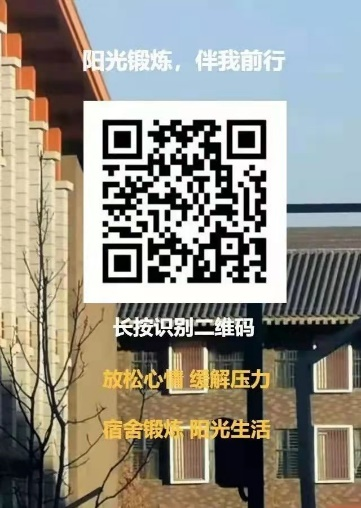 阳光锻炼，伴我前行
长按识别二维码
放松心情 缓解压力
宿舍锻炼 阳光生活